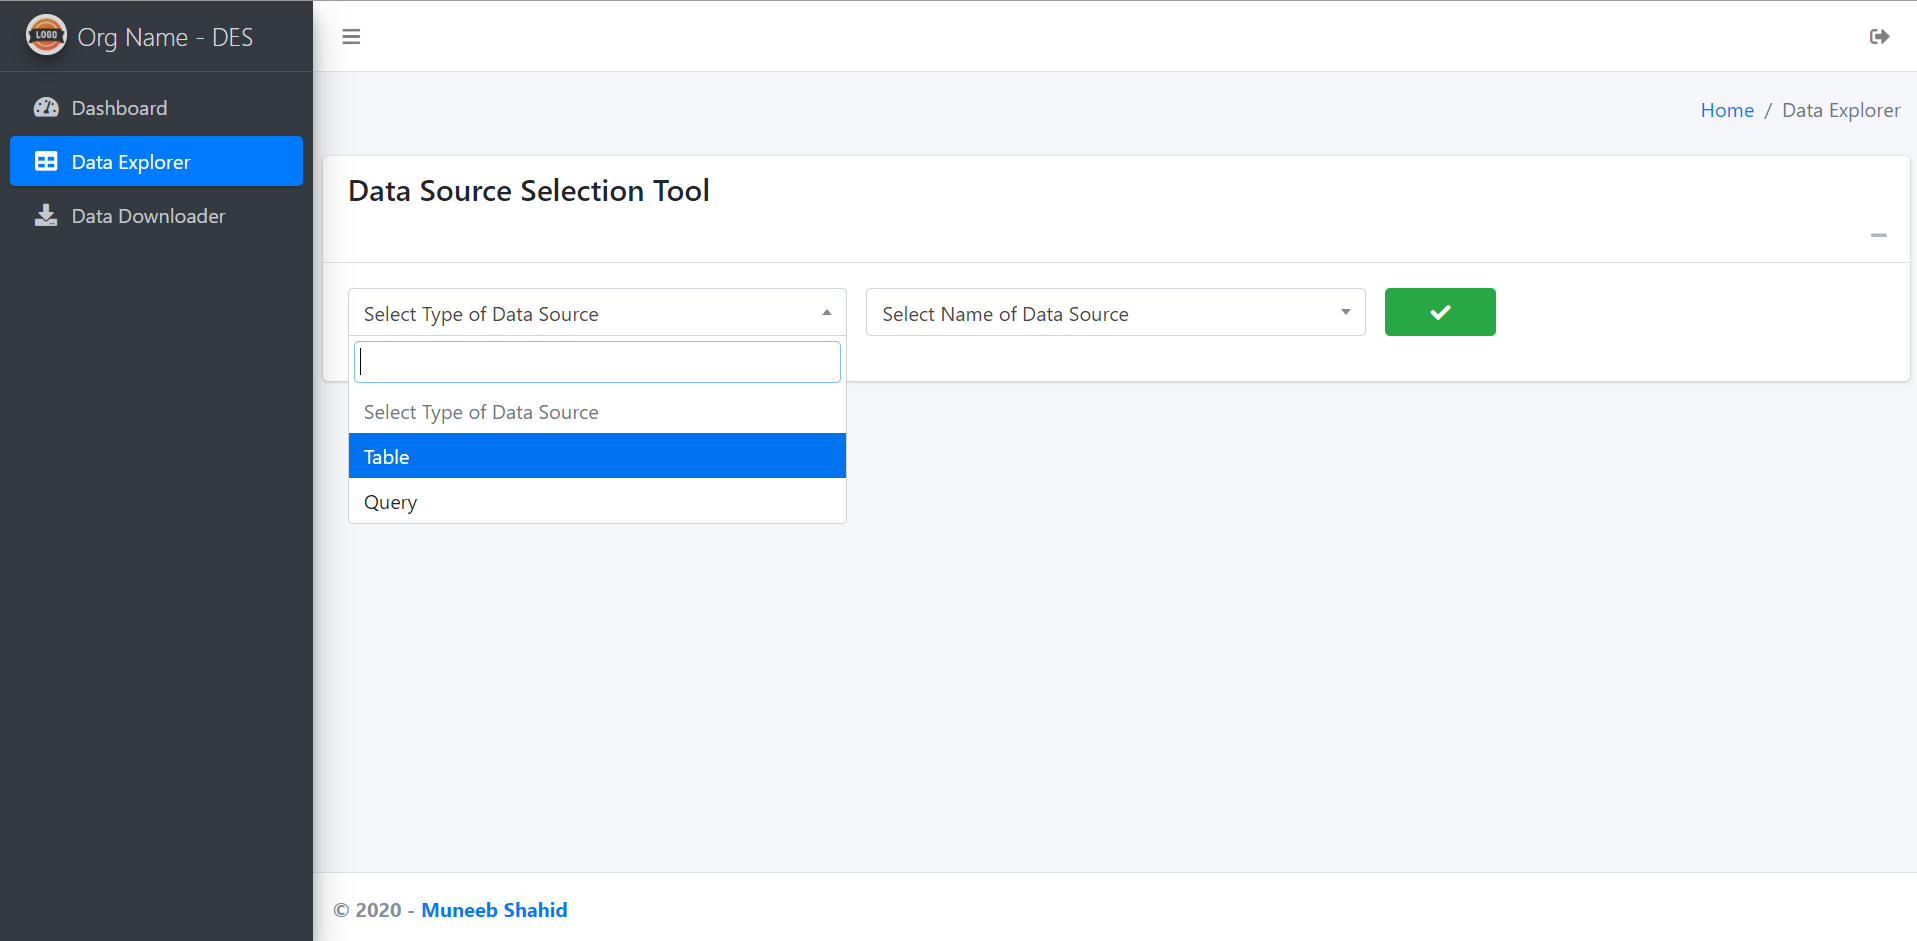 LOGO
Org Name - DES
Dashboard
Data Explorer
Data Downloader
Home / Data Explorer
Data Source Selection Tool
Select Type of Data Source
Select Name of Data Source
Select Type of Data Source
Table
Query
© 2020 - Muneeb Shahid